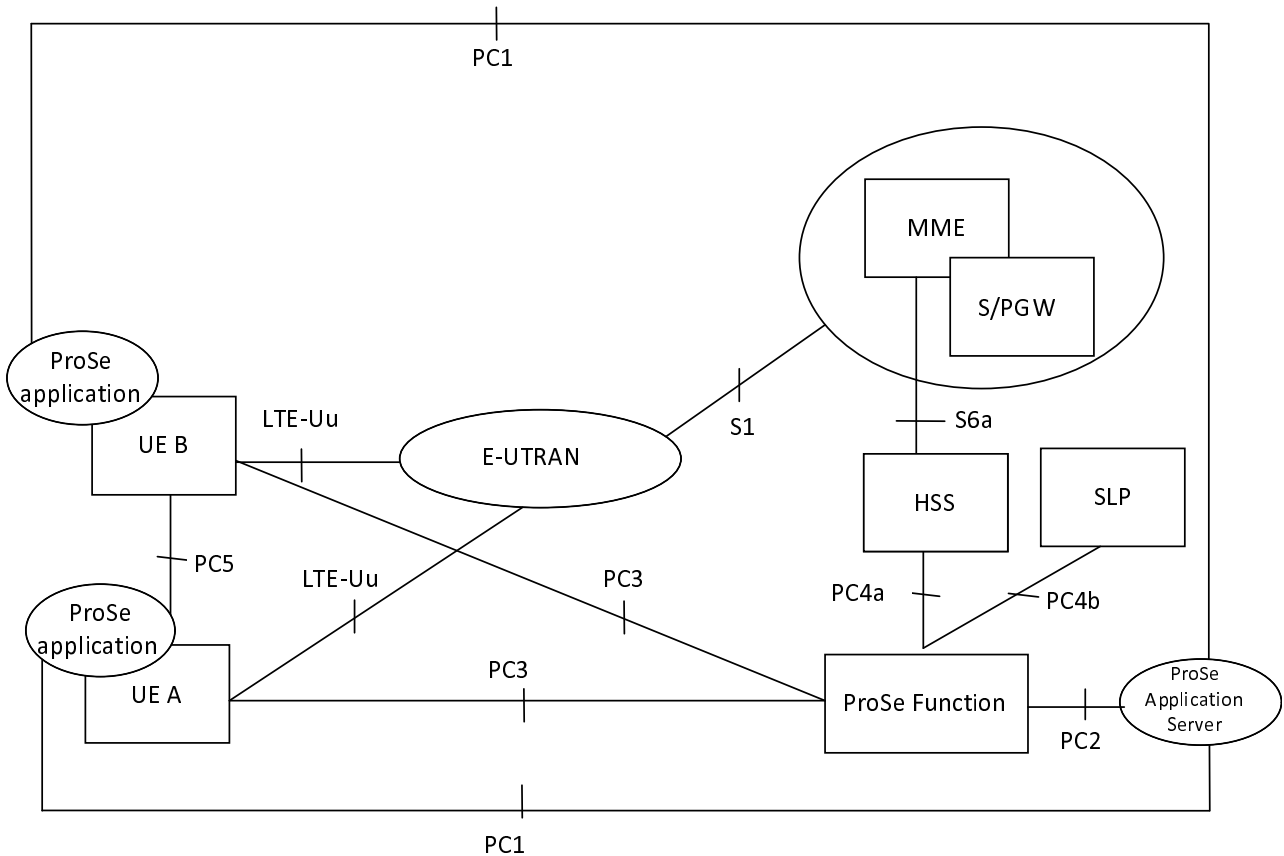 PC1
MME
S/PGW
ProSe
application
LTE-Uu
S1
S6a
UE B
E-UTRAN
HSS
SLP
PC5
LTE-Uu
PC3
PC4a
PC4b
ProSe
application
PC3
UE A
ProSe Function
ProSe
Application
Server
PC2
PC1